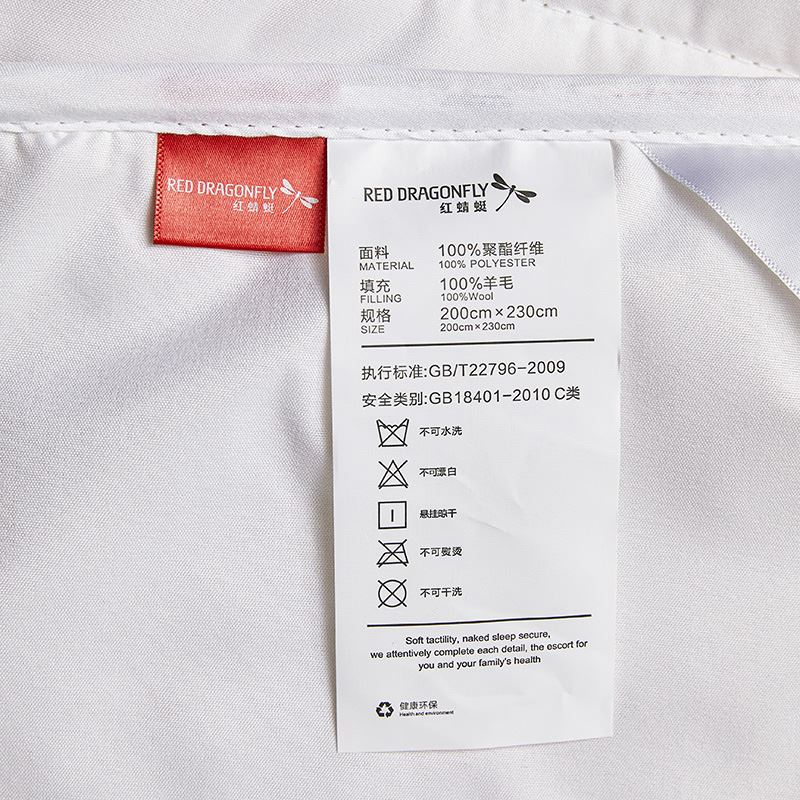 RED DRAGONFLY
红蜻蜓
RED DRAGONFLY
红蜻蜓
面料 100%聚酯纤维
MATERIAL 100% POLYESTER
填充 100%羊毛
FILLING 100%Wool
规格 200cm×230cm
SIZE 200cm×230cm
执行标准:GB/T22796-2009
安全类别:GB18401-2010 C类
不可水洗
不可漂白
悬挂晾干
不可熨烫
不可干洗
Soft tactility, naked sleep secure,
we attentively complete each detail, the escort for
you and your family's health
健康环保
Health and environment